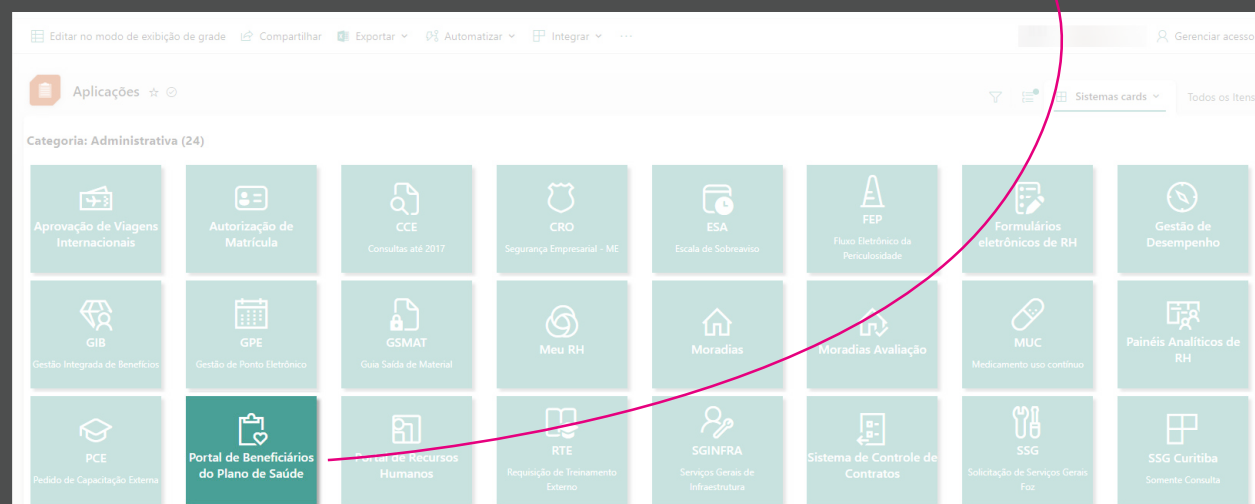 Editar no modo de exibição de grade Compartilhar Exportar Automatizar Integrar ... Gerenciar acesso
Aplicações Sistemas cards Todos os Itens
Categoria: Administrativa (24)
Aprovação de Viagens
Internacionais
Autorização de
Matrícula
CCE
Consultas até 2017
CRO
Segurança Empresarial - ME
ESA
Escala de Sobreaviso
FEP
Fluxo Eletrônico da
Periculosidade
Formulários
eletrônicos de RH
Gestão de
Desempenho
GIB
Gestão Integrada de Benefícios
GPE
Gestão de Ponto Eletrônico
GSMAT
Guia Saída de Material
Meu RH
Moradias
Moradias Avaliação
MUC
Medicamento uso contínuo
Painéis Analíticos de
RH
PCE
Pedido de Capacitação Externa
Portal de Beneficiários
do Plano de Saúde
Portal de Recursos
Humanos
RTE
Requisição de Treinamento
Externo
SGINFRA
Serviços Gerais de
Infraestrutura
Sistema de Controle de
Contratos
SSG
Solicitação de Serviços Gerais
Foz
SSG Curitiba
Somente Consulta